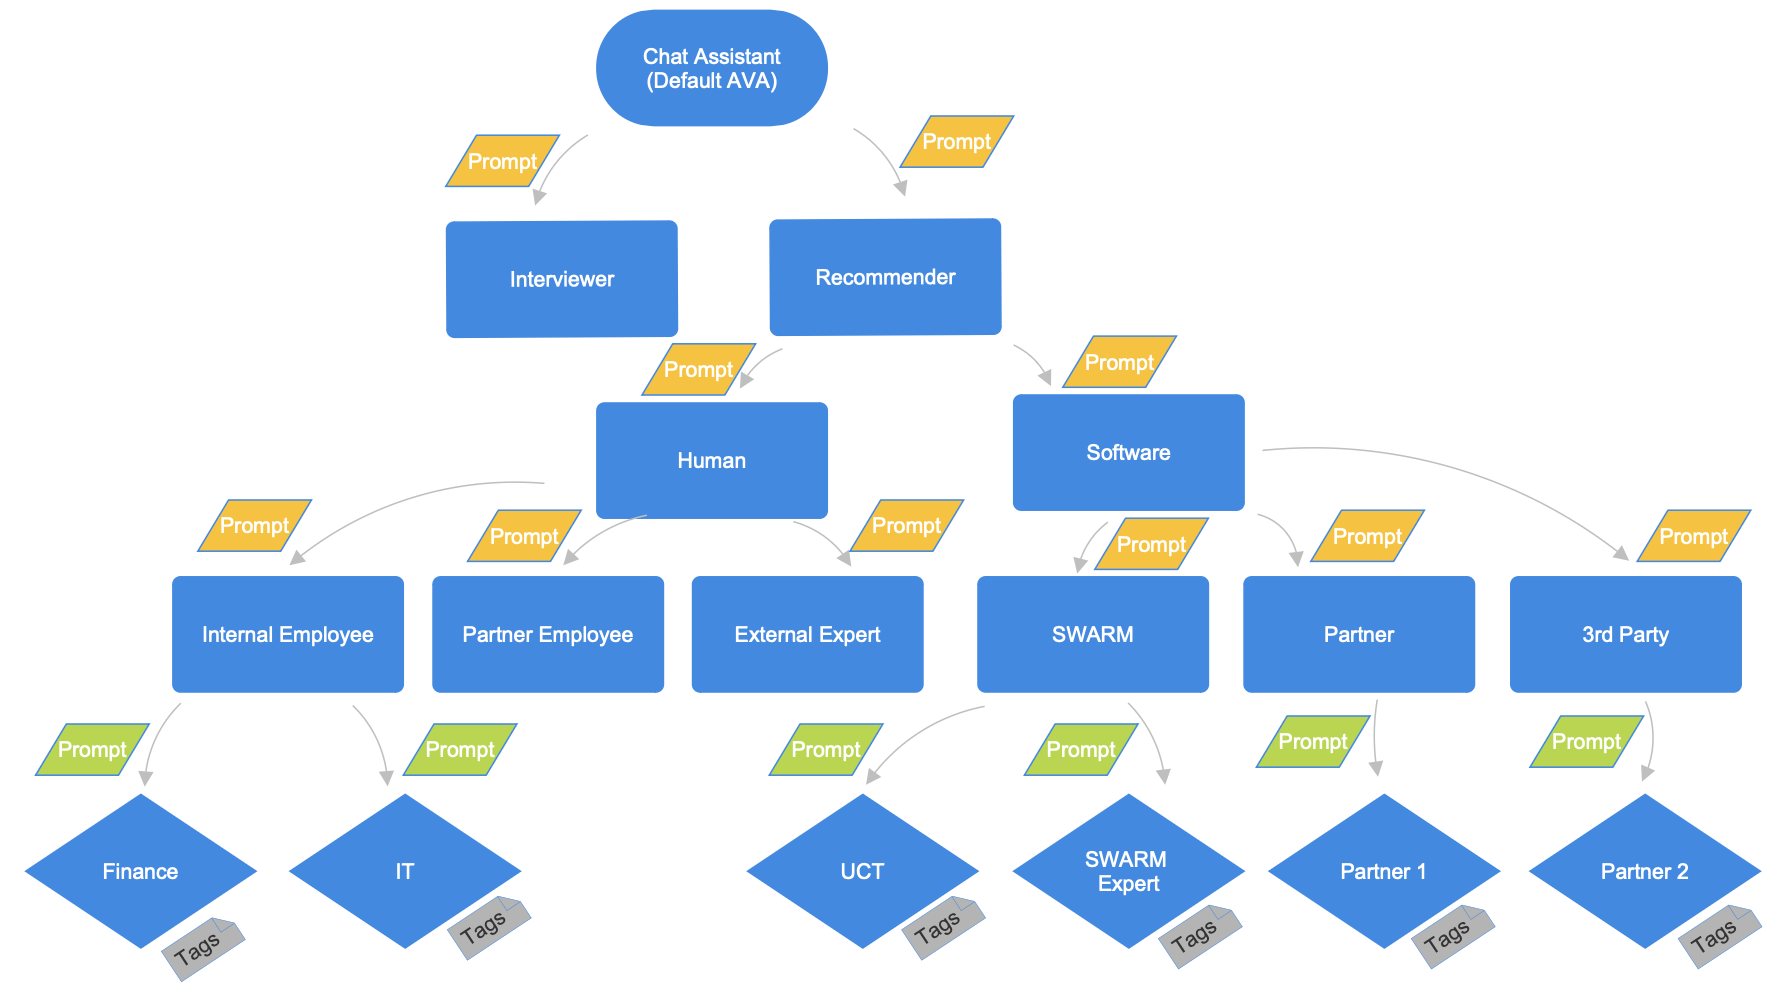 Chat Assistant
(Default AVA)
Prompt
Prompt
Interviewer
Recommender
Prompt
Prompt
Human
Software
Prompt
Prompt
Prompt
Prompt
Prompt
Prompt
Internal Employee
Partner Employee
External Expert
SWARM
Partner
3rd Party
Prompt
Prompt
Prompt
Prompt
Prompt
Prompt
Finance
IT
UCT
SWARM
Expert
Partner 1
Partner 2
Tags
Tags
Tags
Tags
Tags
Tags